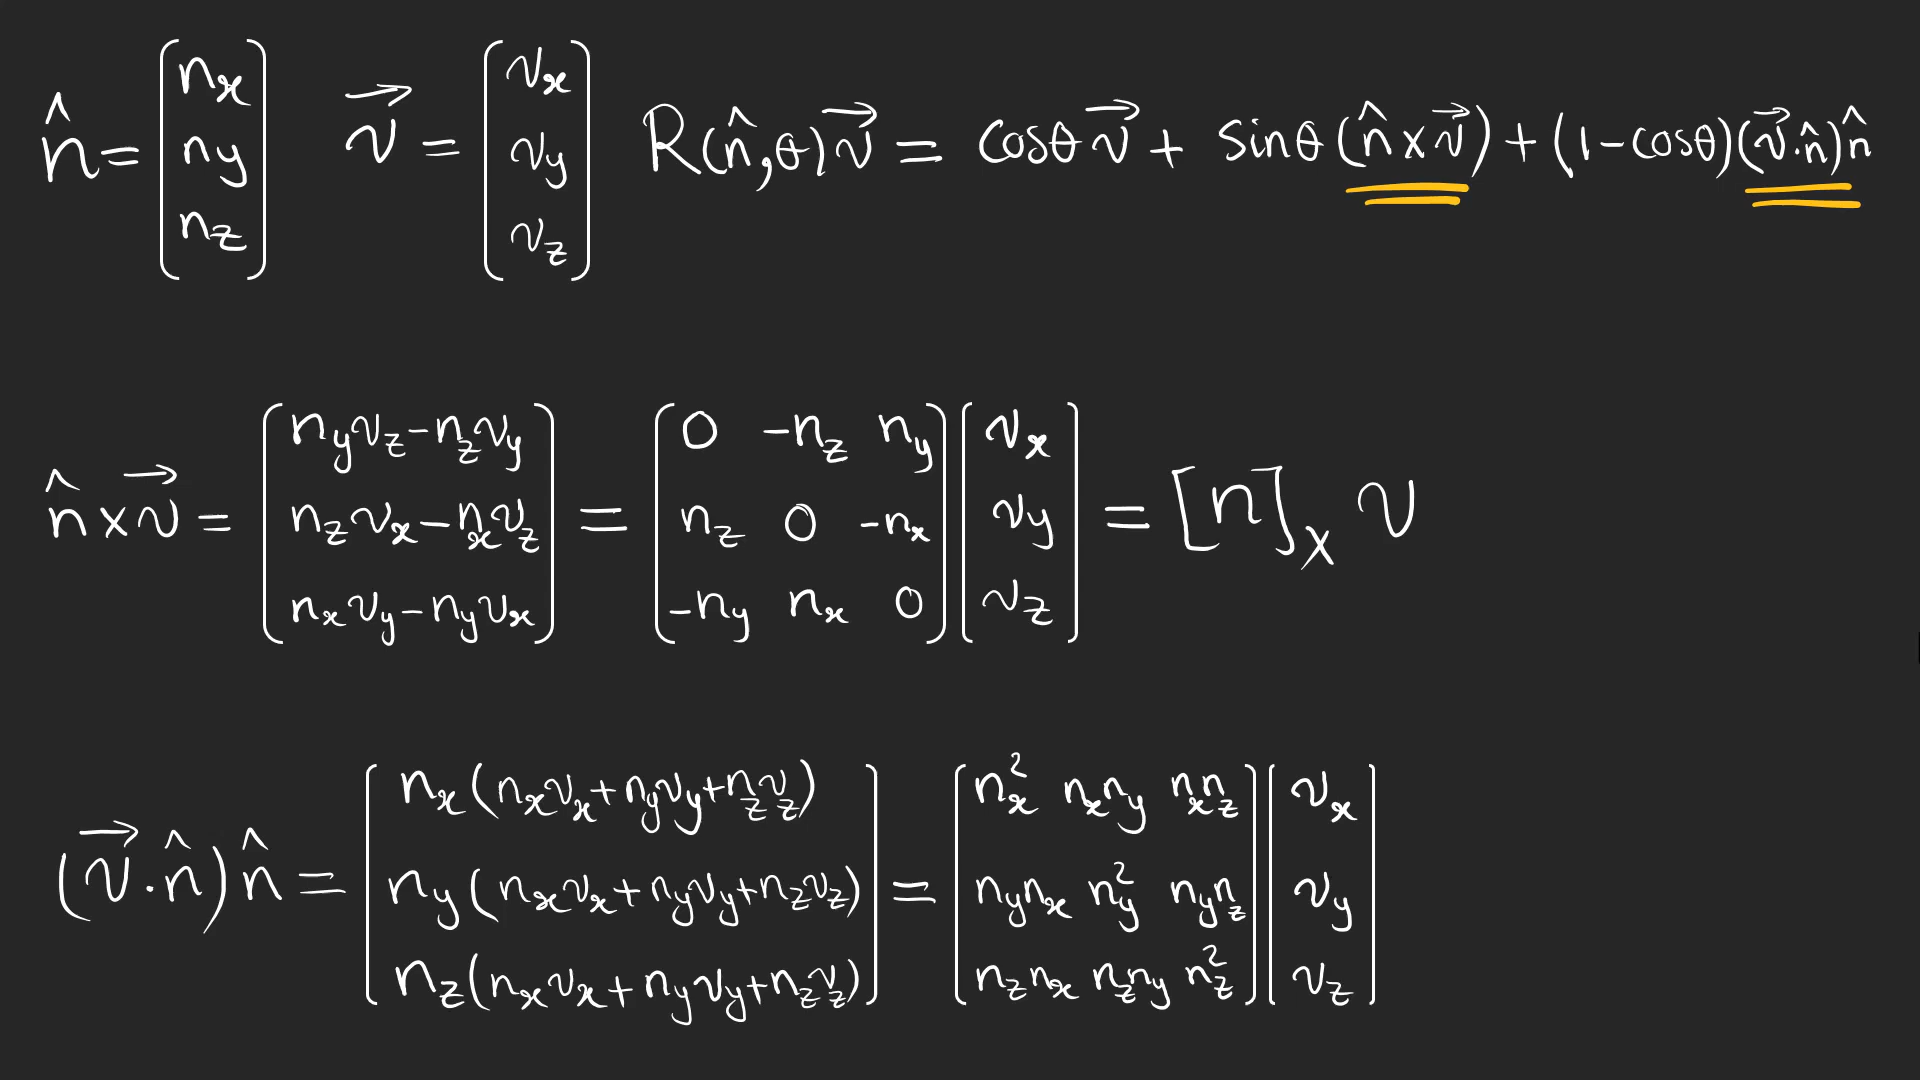 n̂ = [n_x n_y n_z] v⃗ = [v_x v_y v_z] R(n̂,θ)v⃗ = cosθ v⃗ + sinθ (n̂×v⃗) + (1-cosθ)(v⃗·n̂)n̂
n̂×v⃗ = [n_y v_z - n_z v_y; n_z v_x - n_x v_z; n_x v_y - n_y v_x] = [0 -n_z n_y; n_z 0 -n_x; -n_y n_x 0] [v_x v_y v_z] = [n]_x v
(v⃗·n̂)n̂ = [n_x(n_x v_x + n_y v_y + n_z v_z); n_y(n_x v_x + n_y v_y + n_z v_z); n_z(n_x v_x + n_y v_y + n_z v_z)] = [n_x² n_x n_y n_x n_z; n_y n_x n_y² n_y n_z; n_z n_x n_z n_y n_z²] [v_x v_y v_z]